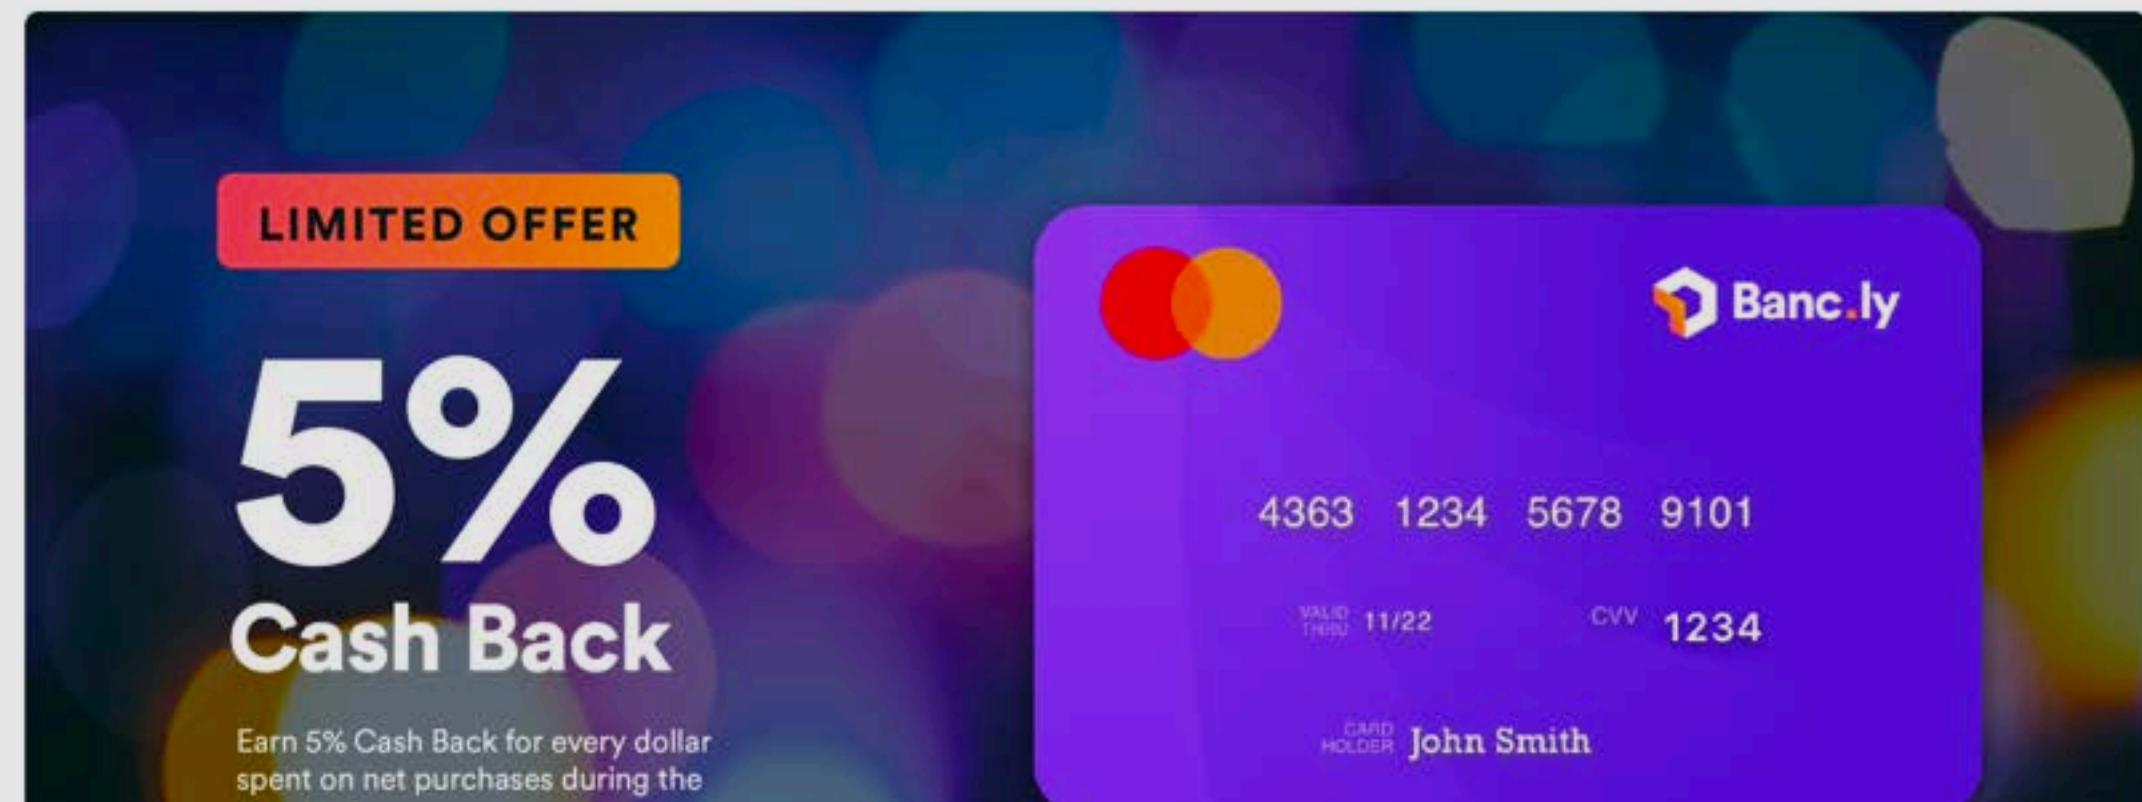 LIMITED OFFER
5%
Cash Back
Earn 5% Cash Back for every dollar
spent on net purchases during the
Banc.ly
4363 1234 5678 9101
VALID
THRU 11/22 CVV 1234
CARD
HOLDER John Smith